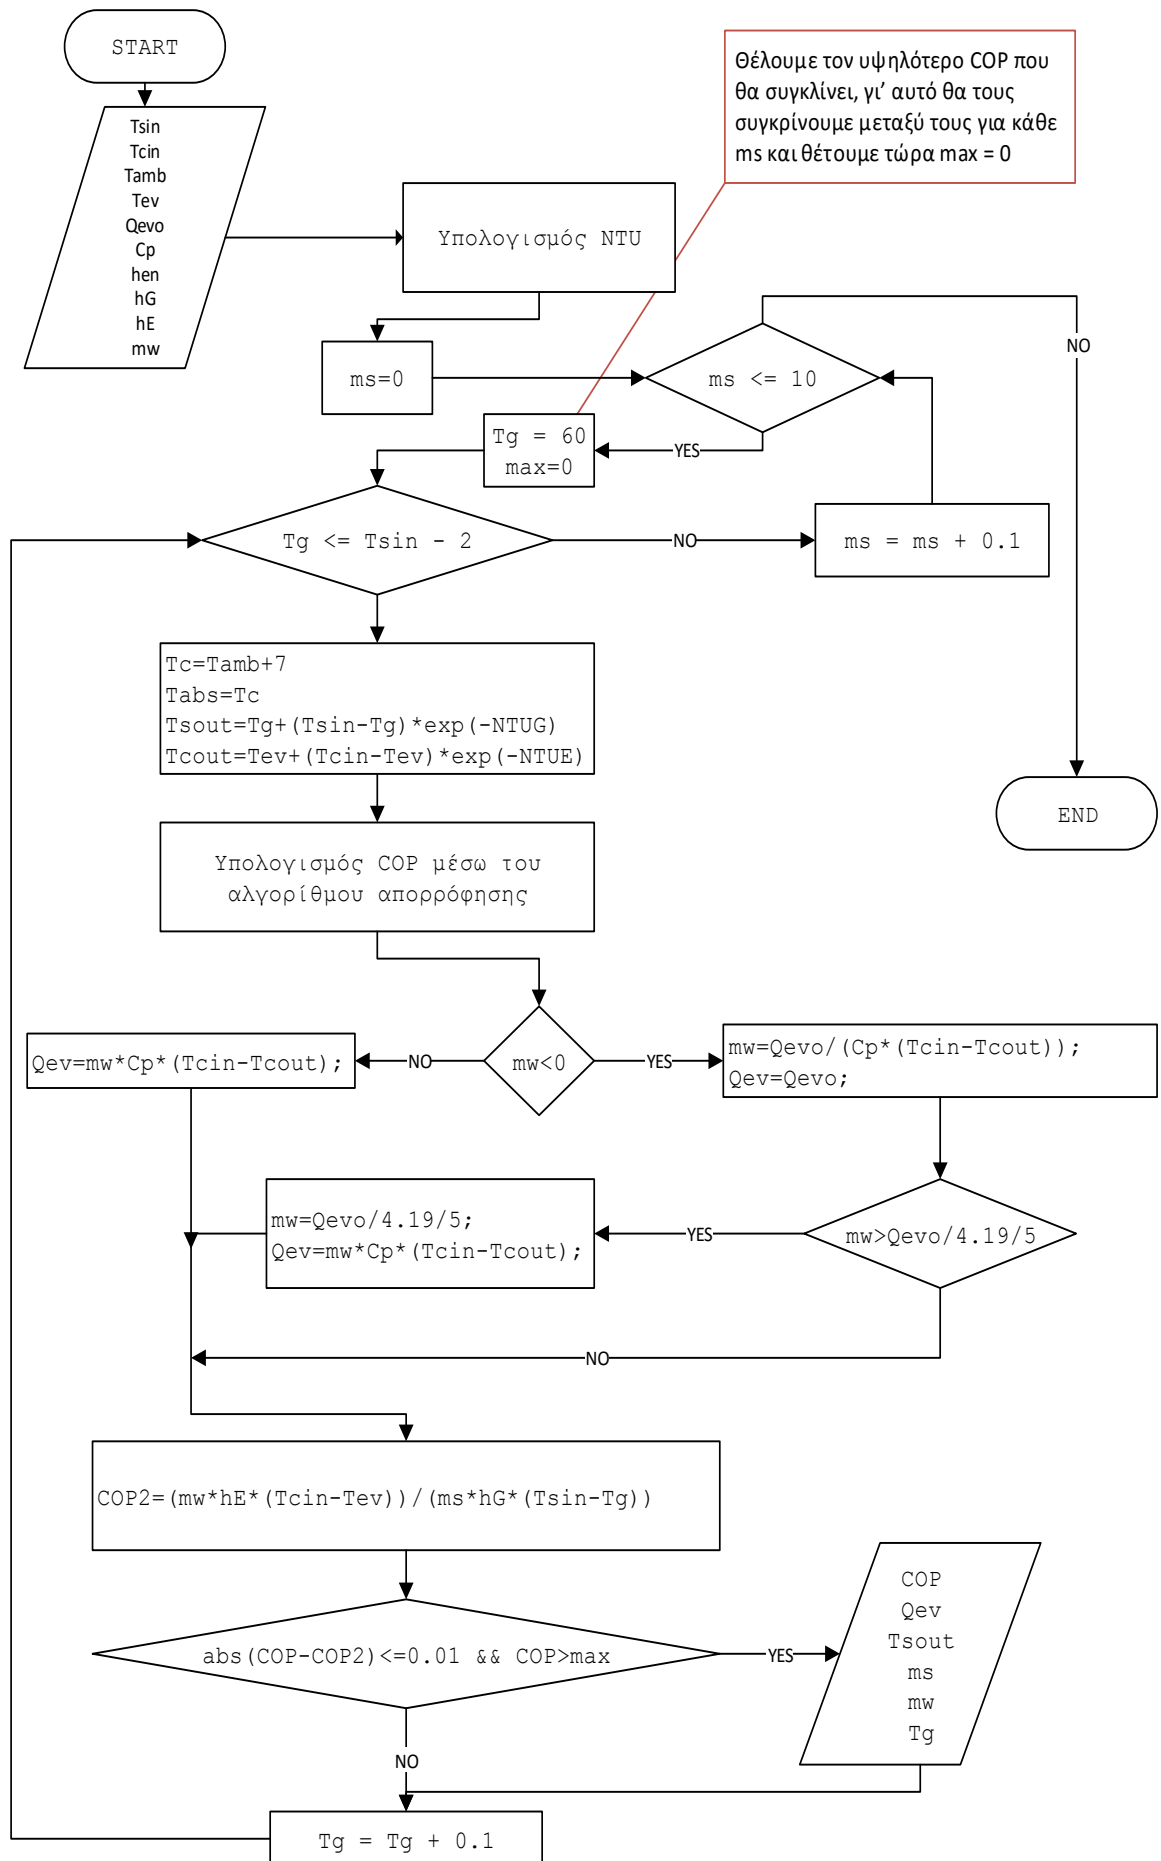 START
Θέλουμε τον υψηλότερο COP που
θα συγκλίνει, γι’ αυτό θα τους
συγκρίνουμε μεταξύ τους για κάθε
ms και θέτουμε τώρα max = 0
Tsin
Tcin
Tamb
Tev
Qevo
Cp
hen
hG
hE
mw
Υπολογισμός NTU
NO
ms=0
ms <= 10
Tg = 60
max=0
YES
Tg <= Tsin - 2
NO
ms = ms + 0.1
Tc=Tamb+7
Tabs=Tc
Tsout=Tg+(Tsin-Tg)*exp(-NTUG)
Tcout=Tev+(Tcin-Tev)*exp(-NTUE)
END
Υπολογισμός COP μέσω του
αλγορίθμου απορρόφησης
Qev=mw*Cp*(Tcin-Tcout);
NO
mw<0
YES
mw=Qevo/(Cp*(Tcin-Tcout));
Qev=Qevo;
mw=Qevo/4.19/5;
Qev=mw*Cp*(Tcin-Tcout);
YES
mw>Qevo/4.19/5
NO
COP2=(mw*hE*(Tcin-Tev))/(ms*hG*(Tsin-Tg))
abs(COP-COP2)<=0.01 && COP>max
YES
COP
Qev
Tsout
ms
mw
Tg
NO
Tg = Tg + 0.1